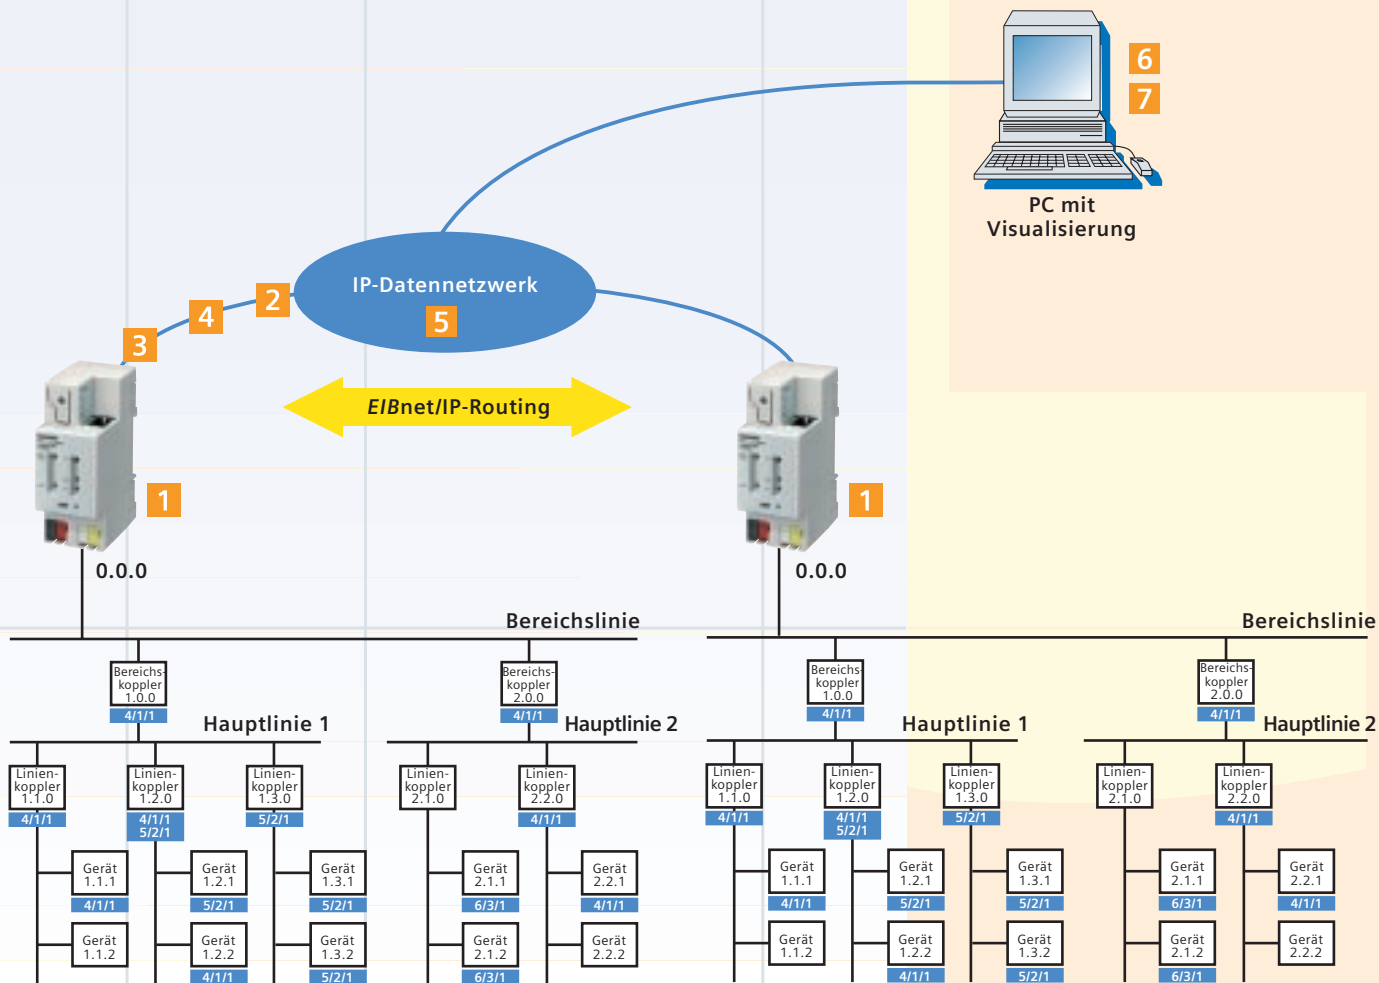 6
7
PC mit
Visualisierung
IP-Datennetzwerk
5
2
4
3
EIBnet/IP-Routing
1
1
0.0.0
0.0.0
Bereichslinie
Bereichslinie
Bereichs-
koppler
1.0.0
4/1/1
Bereichs-
koppler
2.0.0
4/1/1
Bereichs-
koppler
1.0.0
4/1/1
Bereichs-
koppler
2.0.0
4/1/1
Hauptlinie 1
Hauptlinie 2
Hauptlinie 1
Hauptlinie 2
Linien-
koppler
1.1.0
4/1/1
Linien-
koppler
1.2.0
4/1/1
5/2/1
Linien-
koppler
1.3.0
5/2/1
Linien-
koppler
2.1.0
Linien-
koppler
2.2.0
4/1/1
Linien-
koppler
1.1.0
4/1/1
Linien-
koppler
1.2.0
4/1/1
5/2/1
Linien-
koppler
1.3.0
5/2/1
Linien-
koppler
2.1.0
Linien-
koppler
2.2.0
4/1/1
Gerät
1.1.1
4/1/1
Gerät
1.2.1
5/2/1
Gerät
1.3.1
5/2/1
Gerät
2.1.1
6/3/1
Gerät
2.2.1
4/1/1
Gerät
1.1.1
4/1/1
Gerät
1.2.1
5/2/1
Gerät
1.3.1
5/2/1
Gerät
2.1.1
6/3/1
Gerät
2.2.1
4/1/1
Gerät
1.1.2
Gerät
1.2.2
4/1/1
Gerät
1.3.2
5/2/1
Gerät
2.1.2
6/3/1
Gerät
2.2.2
Gerät
1.1.2
Gerät
1.2.2
4/1/1
Gerät
1.3.2
5/2/1
Gerät
2.1.2
6/3/1
Gerät
2.2.2